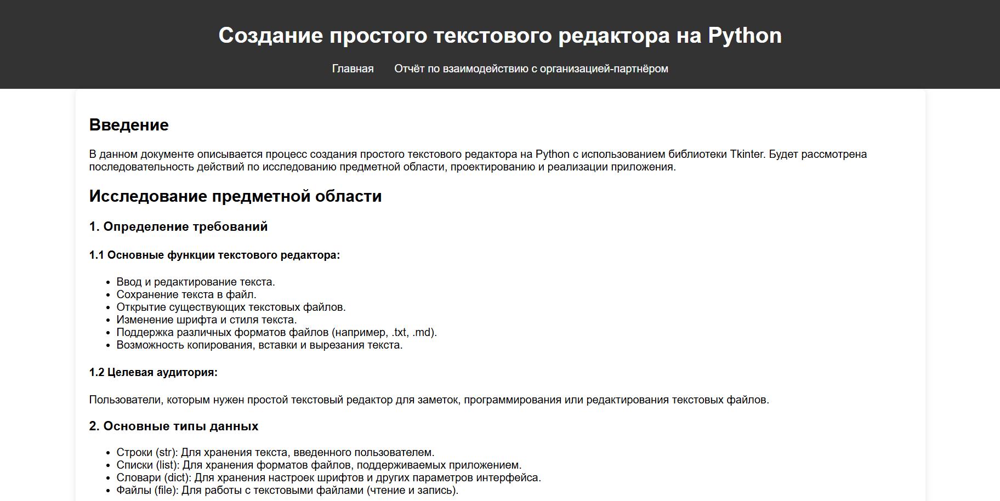 Создание простого текстового редактора на Python
Главная Отчёт по взаимодействию с организацией-партнёром
Введение
В данном документе описывается процесс создания простого текстового редактора на Python с использованием библиотеки Tkinter. Будет рассмотрена
последовательность действий по исследованию предметной области, проектированию и реализации приложения.
Исследование предметной области
1. Определение требований
1.1 Основные функции текстового редактора:
• Ввод и редактирование текста.
• Сохранение текста в файл.
• Открытие существующих текстовых файлов.
• Изменение шрифта и стиля текста.
• Поддержка различных форматов файлов (например, .txt, .md).
• Возможность копирования, вставки и вырезания текста.
1.2 Целевая аудитория:
Пользователи, которым нужен простой текстовый редактор для заметок, программирования или редактирования текстовых файлов.
2. Основные типы данных
• Строки (str): Для хранения текста, введенного пользователем.
• Списки (list): Для хранения форматов файлов, поддерживаемых приложением.
• Словари (dict): Для хранения настроек шрифтов и других параметров интерфейса.
• Файлы (file): Для работы с текстовыми файлами (чтение и запись).